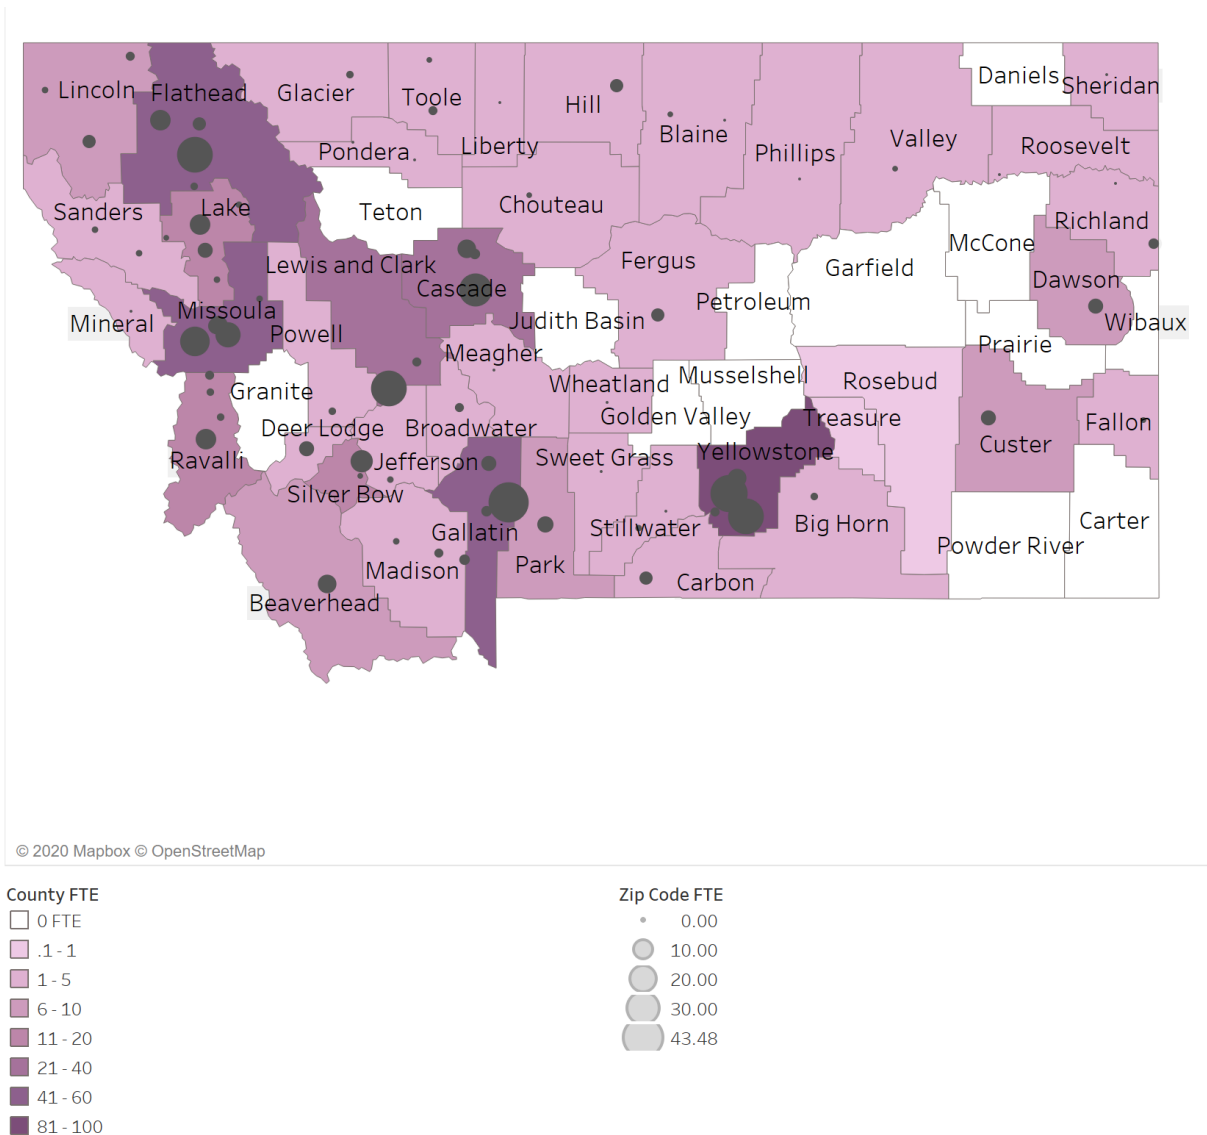 Daniels
Lincoln
Flathead
Glacier
Toole
Hill
Sheridan
Blaine
Valley
Liberty
Pondera
Phillips
Roosevelt
Sanders
Lake
Teton
Chouteau
Richland
McCone
Lewis and Clark
Fergus
Garfield
Cascade
Dawson
Mineral
Missoula
Powell
Judith Basin
Petroleum
Wibaux
Prairie
Meagher
Granite
Wheatland
Musselshell
Rosebud
Golden Valley
Treasure
Deer Lodge
Broadwater
Fallon
Custer
Ravalli
Jefferson
Sweet Grass
Yellowstone
Silver Bow
Gallatin
Stillwater
Big Horn
Carter
Powder River
Madison
Park
Carbon
Beaverhead
© 2020 Mapbox © OpenStreetMap
County FTE
0 FTE
.1 - 1
1 - 5
6 - 10
11 - 20
21 - 40
41 - 60
81 - 100
Zip Code FTE
0.00
10.00
20.00
30.00
43.48